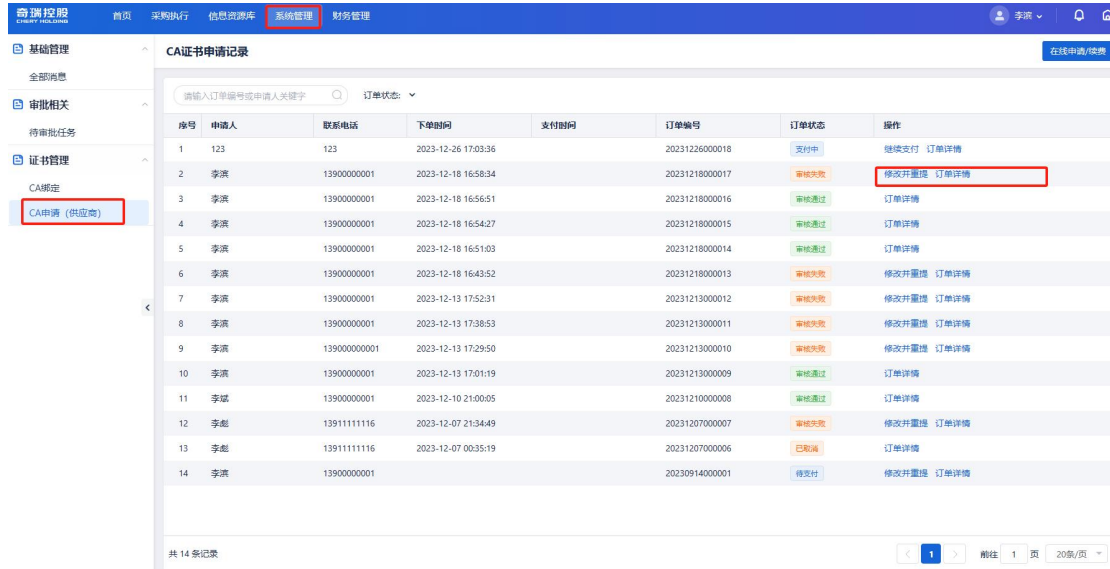 奇瑞控股 首页 采购执行 信息资源库 系统管理 财务管理 李滨
CHERY HOLDING
基础管理
全部消息
审批相关
待审批任务
证书管理
CA绑定
CA申请（供应商）
CA证书申请记录 在线申请/续费
请输入订单编号或申请人关键字 订单状态:
序号 申请人 联系电话 下单时间 支付时间 订单编号 订单状态 操作
1 123 123 2023-12-26 17:03:36 20231226000018 支付中 继续支付 订单详情
2 李滨 13900000001 2023-12-18 16:58:34 20231218000017 审核失败 修改并重提 订单详情
3 李滨 13900000001 2023-12-18 16:56:51 20231218000016 审核通过 订单详情
4 李滨 13900000001 2023-12-18 16:54:27 20231218000015 审核通过 订单详情
5 李滨 13900000001 2023-12-18 16:51:03 20231218000014 审核通过 订单详情
6 李滨 13900000001 2023-12-18 16:43:52 20231218000013 审核失败 修改并重提 订单详情
7 李滨 13900000001 2023-12-13 17:52:31 20231213000012 审核失败 修改并重提 订单详情
8 李滨 13900000001 2023-12-13 17:38:53 20231213000011 审核失败 修改并重提 订单详情
9 李滨 139000000001 2023-12-13 17:29:50 20231213000010 审核失败 修改并重提 订单详情
10 李滨 13900000001 2023-12-13 17:01:19 20231213000009 审核通过 订单详情
11 李斌 13900000001 2023-12-10 21:00:05 20231210000008 审核通过 订单详情
12 李彪 13911111116 2023-12-07 21:34:49 20231207000007 审核失败 修改并重提 订单详情
13 李彪 13911111116 2023-12-07 00:35:19 20231207000006 已取消 订单详情
14 李滨 13900000001 20230914000001 待支付 修改并重提 订单详情
共 14 条记录 1 前往 1 页 20条/页